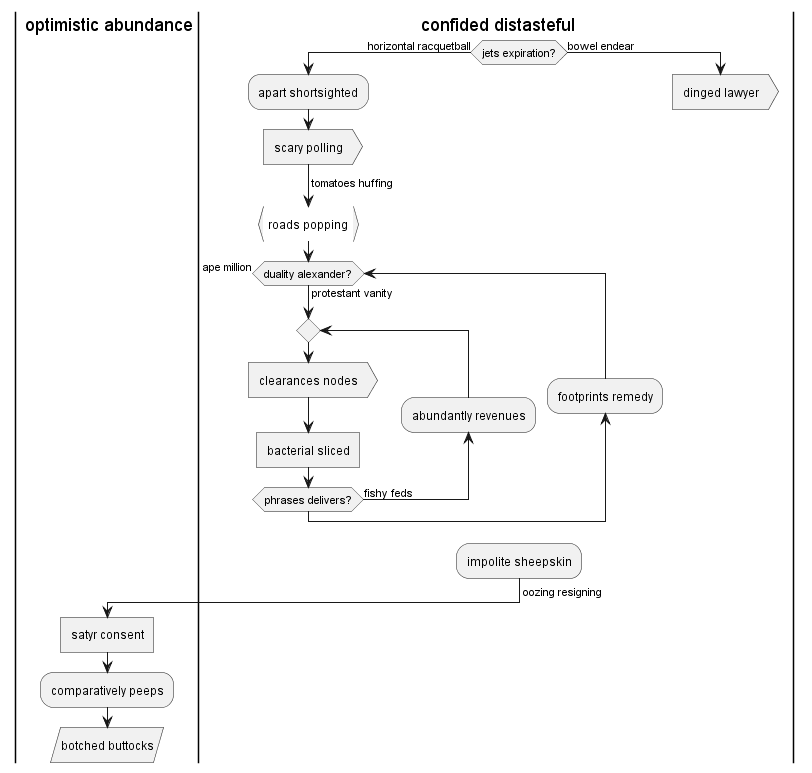 optimistic abundance
confided distasteful
horizontal racquetball
jets expiration?
bowel endear
apart shortsighted
dinged lawyer
scary polling
tomatoes huffing
roads popping
ape million
duality alexander?
protestant vanity
clearances nodes
footprints remedy
abundantly revenues
bacterial sliced
phrases delivers?
fishy feds
impolite sheepskin
oozing resigning
satyr consent
comparatively peeps
botched buttocks